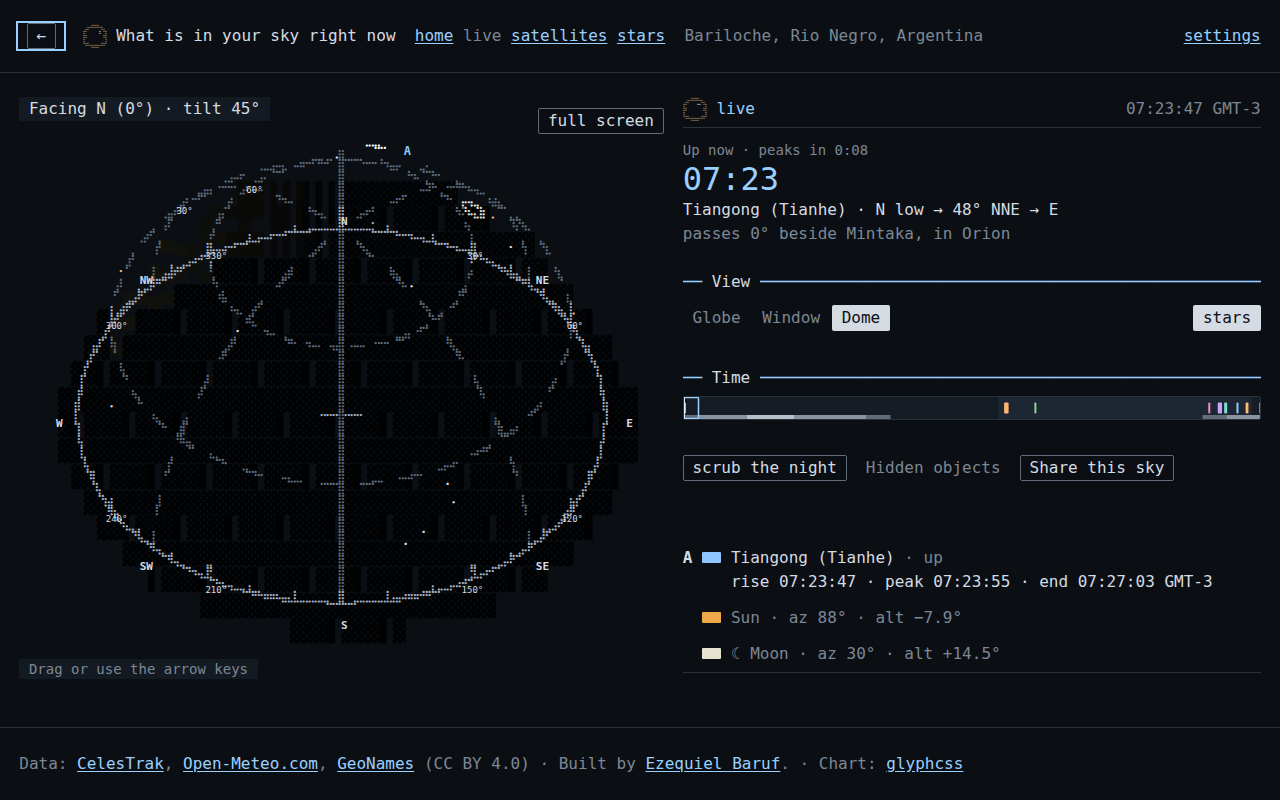 ← What is in your sky right now home live satellites stars Bariloche, Rio Negro, Argentina settings
Facing N (0°) · tilt 45°
full screen
A
60°
30°
N
330°
30°
NW
NE
300°
60°
W
E
240°
120°
SW
SE
210°
150°
S
Drag or use the arrow keys
live 07:23:47 GMT-3
Up now · peaks in 0:08
07:23
Tiangong (Tianhe) · N low → 48° NNE → E
passes 0° beside Mintaka, in Orion
View
Globe Window Dome stars
Time
scrub the night Hidden objects Share this sky
A Tiangong (Tianhe) · up
rise 07:23:47 · peak 07:23:55 · end 07:27:03 GMT-3
Sun · az 88° · alt −7.9°
☾ Moon · az 30° · alt +14.5°
Data: CelesTrak, Open-Meteo.com, GeoNames (CC BY 4.0) · Built by Ezequiel Baruf. · Chart: glyphcss